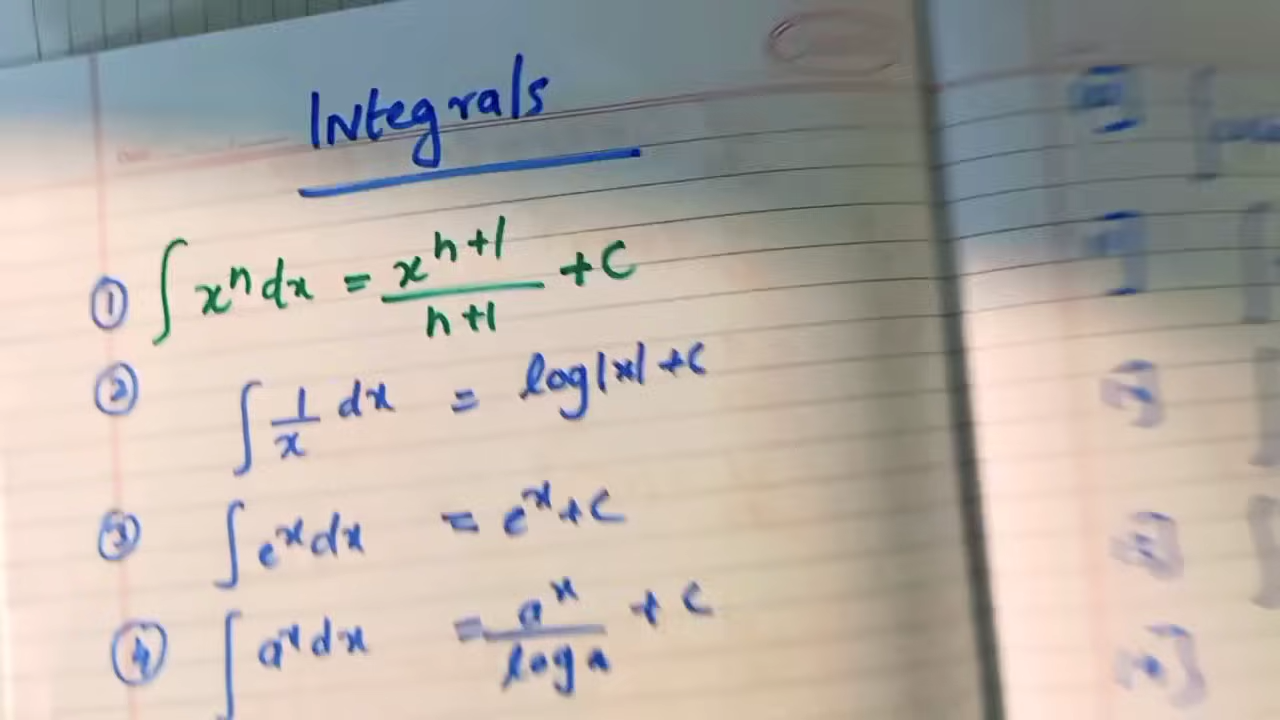 Integrals
① ∫ xⁿ dx = xⁿ⁺¹/n+1 + C
② ∫ 1/x dx = log|x| + C
③ ∫ eˣ dx = eˣ + C
④ ∫ aˣ dx = aˣ/log a + C